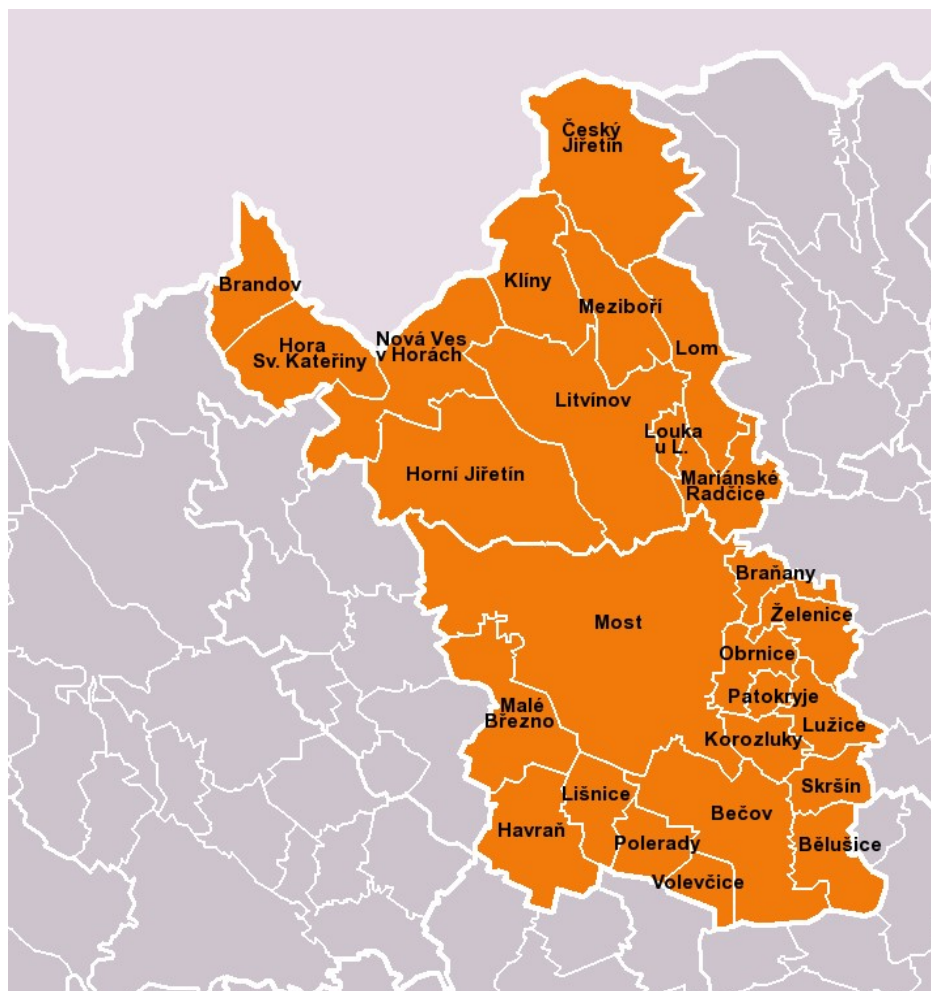 Český
Jiřetín
Brandov
Klíny
Meziboří
Hora
Sv. Kateřiny
Nová Ves
v Horách
Lom
Litvínov
Louka
u L.
Horní Jiřetín
Mariánské
Radčice
Braňany
Želenice
Most
Obrnice
Patokryje
Malé
Březno
Korozluky
Lužice
Skršín
Lišnice
Bečov
Havraň
Polerady
Bělušice
Volevčice